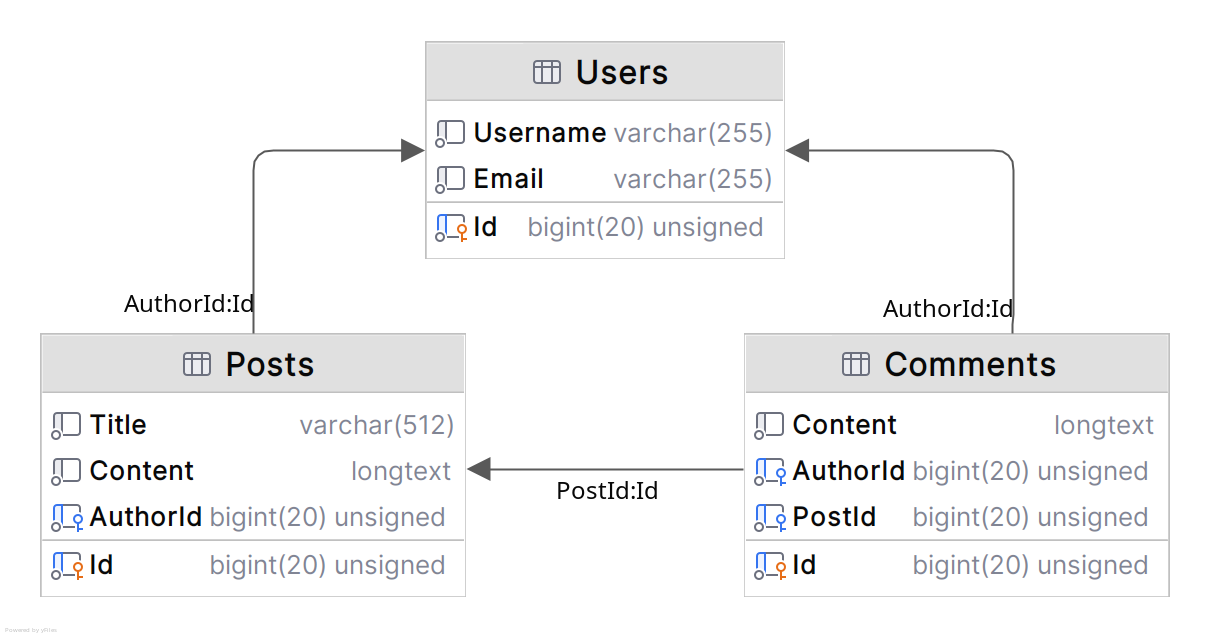 Users
Username varchar(255)
Email varchar(255)
Id bigint(20) unsigned
AuthorId:Id
AuthorId:Id
Posts
Title varchar(512)
Content longtext
AuthorId bigint(20) unsigned
Id bigint(20) unsigned
PostId:Id
Comments
Content longtext
AuthorId bigint(20) unsigned
PostId bigint(20) unsigned
Id bigint(20) unsigned
Powered by yFiles